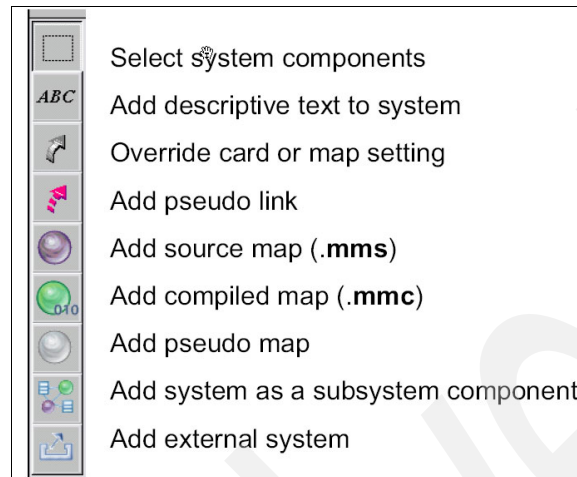 Select system components
ABC
Add descriptive text to system
Override card or map setting
Add pseudo link
Add source map (.mms)
010
Add compiled map (.mmc)
Add pseudo map
Add system as a subsystem component
Add external system